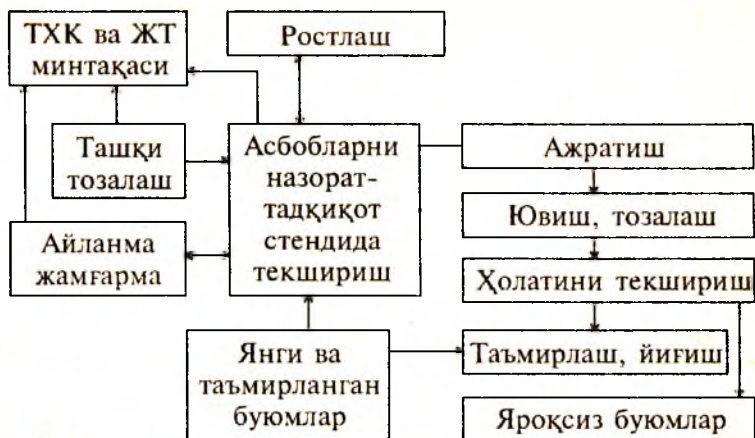 ТХК ва ЖТ
минтақаси
Ростлаш
Ташқи
тозалаш
Асбобларни
назорат-
тадқиқот
стендида
текшириш
Ажратиш
Ювиш, тозалаш
Айланма
жамғарма
Ҳолатини текшириш
Янги ва
таъмирланган
буюмлар
Таъмирлаш, йиғиш
Яроқсиз буюмлар